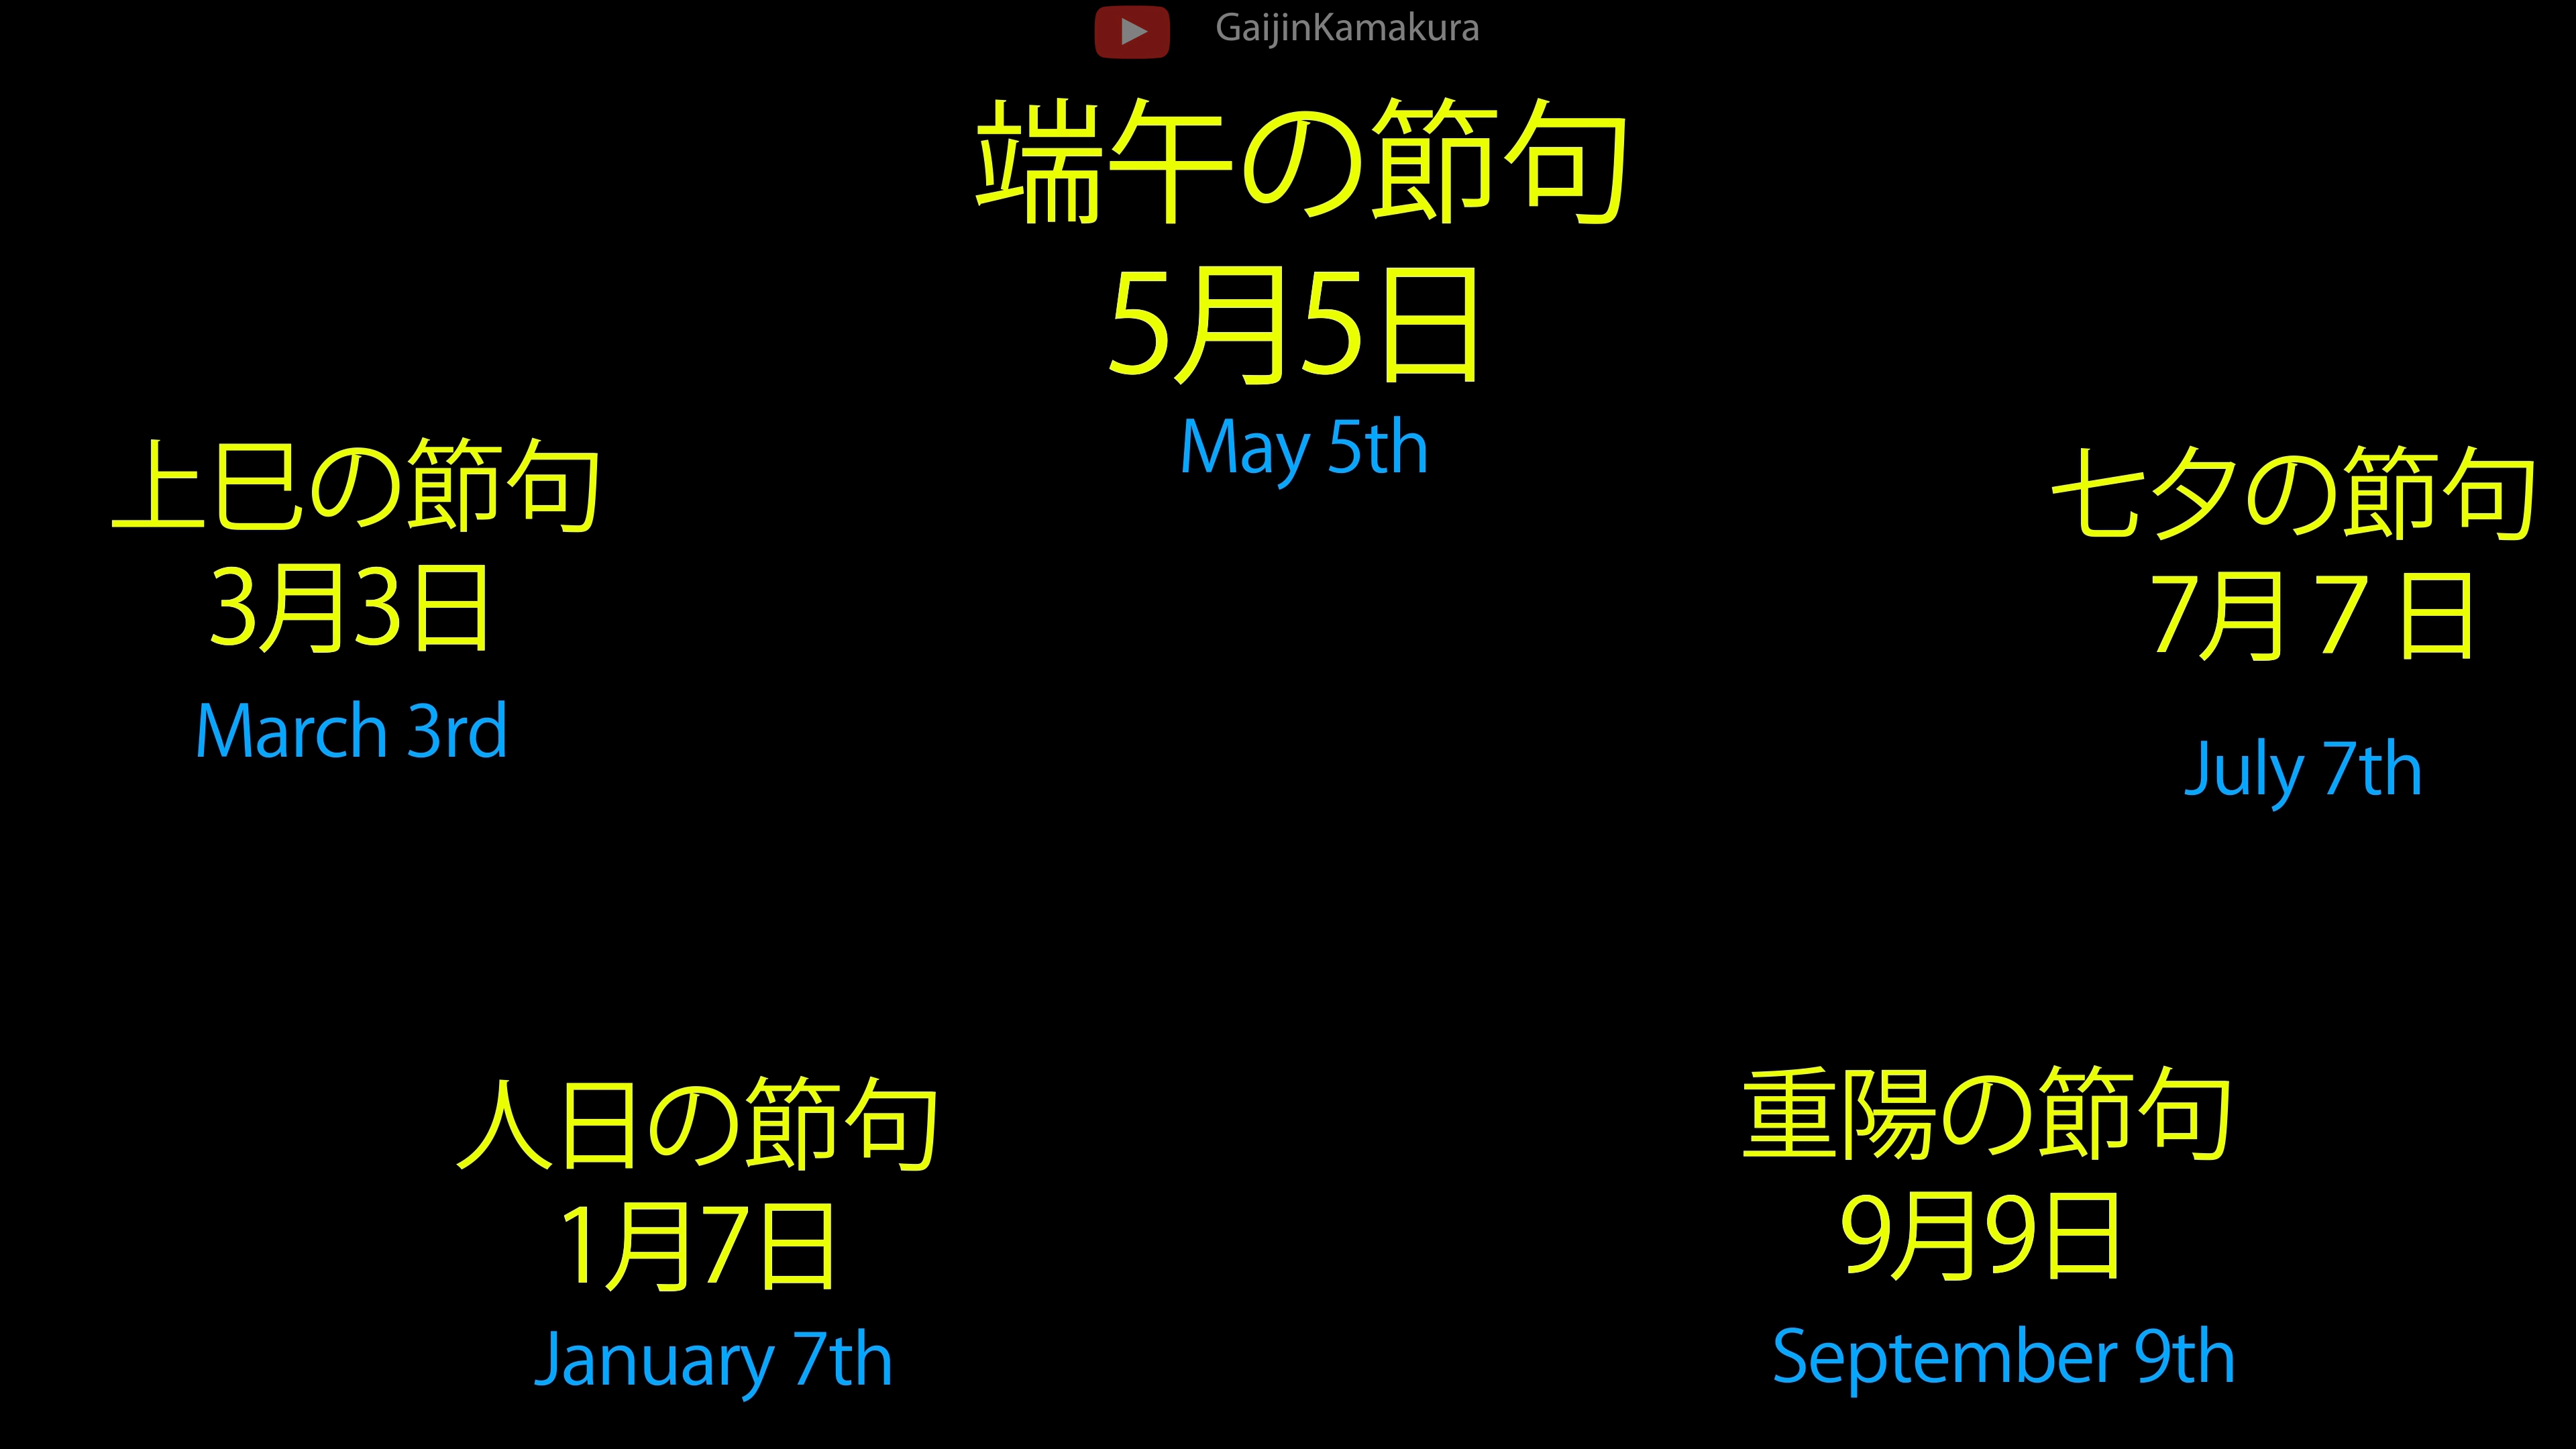 GaijinKamakura
端午の節句
5月5日
May 5th
上巳の節句
3月3日
March 3rd
七夕の節句
7月７日
July 7th
人日の節句
1月7日
January 7th
重陽の節句
9月9日
September 9th